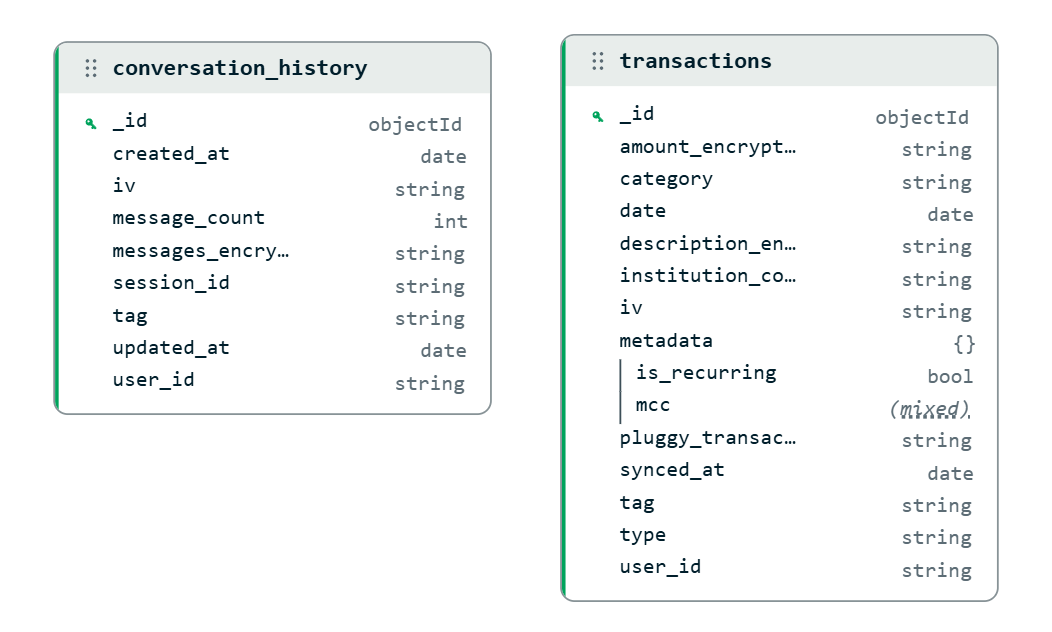 conversation_history
_id objectId
created_at date
iv string
message_count int
messages_encry… string
session_id string
tag string
updated_at date
user_id string
transactions
_id objectId
amount_encrypt… string
category string
date date
description_en… string
institution_co… string
iv string
metadata {}
is_recurring bool
mcc (mixed)
pluggy_transac… string
synced_at date
tag string
type string
user_id string